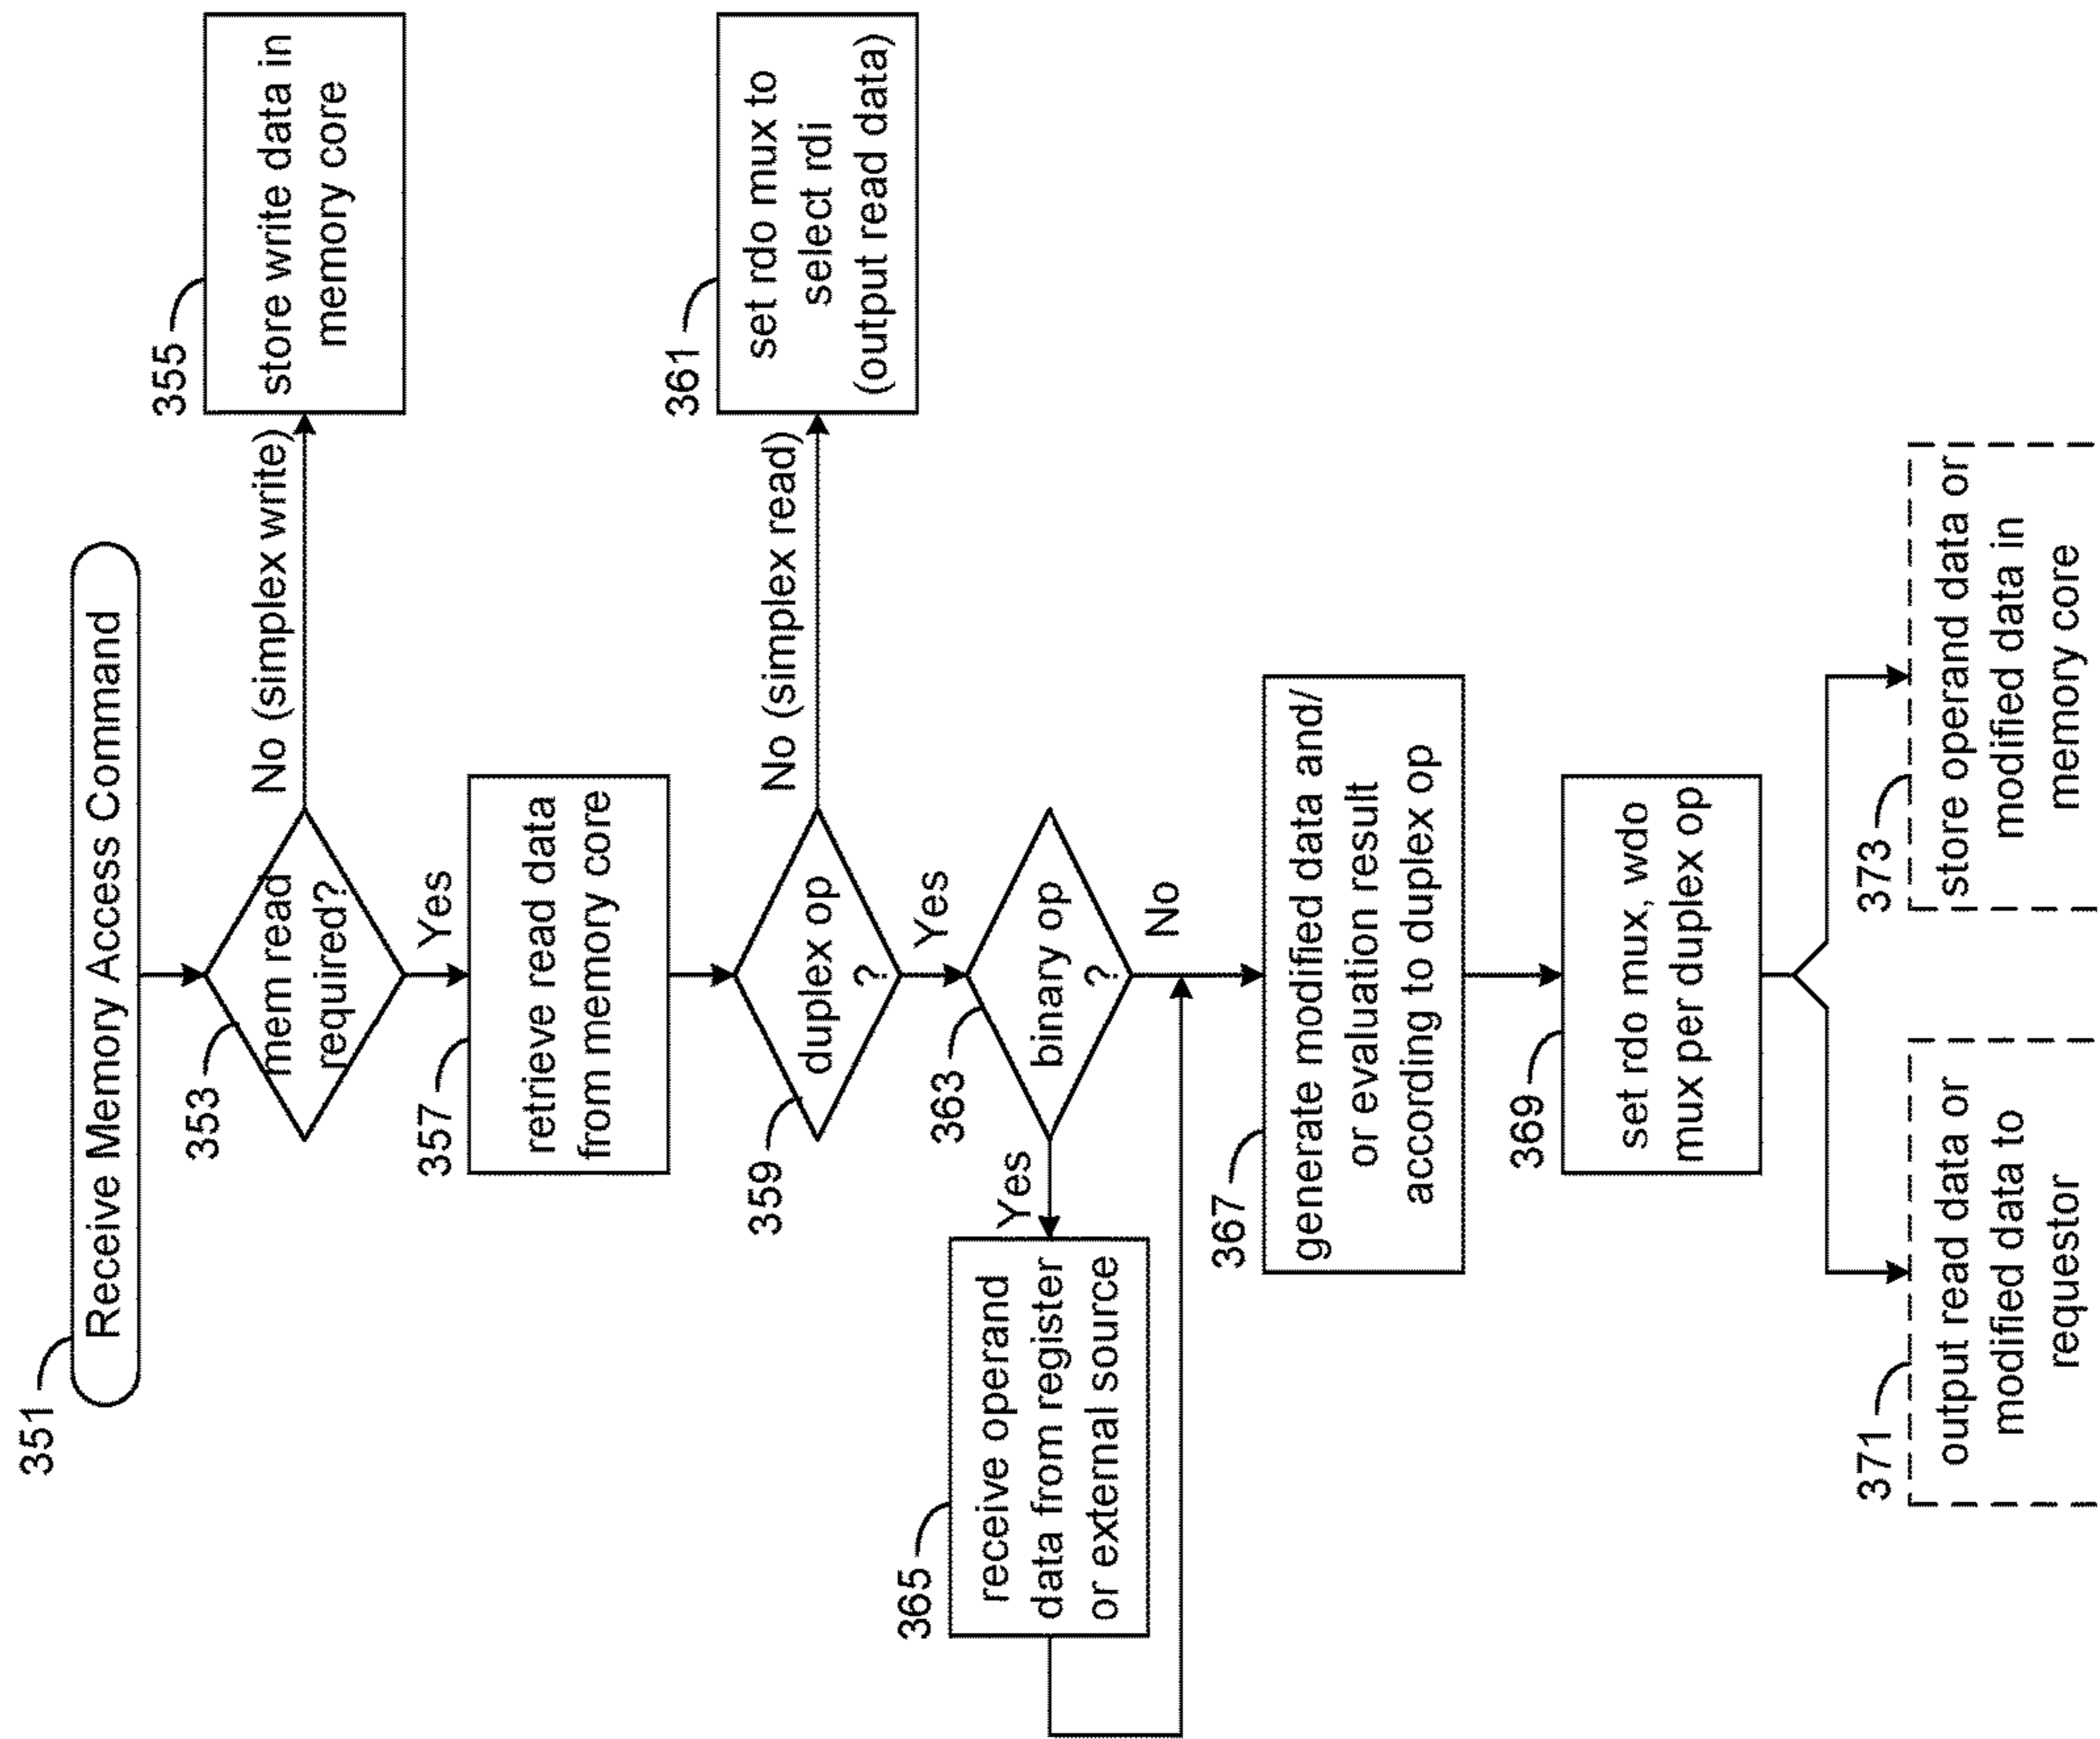 351
Receive Memory Access Command
353
mem read
required?
No (simplex write)
355
store write data in
memory core
Yes
357
retrieve read data
from memory core
359
duplex op
?
No (simplex read)
361
set rdo mux to
select rdi
(output read data)
Yes
363
binary op
?
Yes
No
365
receive operand
data from register
or external source
367
generate modified data and/
or evaluation result
according to duplex op
369
set rdo mux, wdo
mux per duplex op
371
output read data or
modified data to
requestor
373
store operand data or
modified data in
memory core